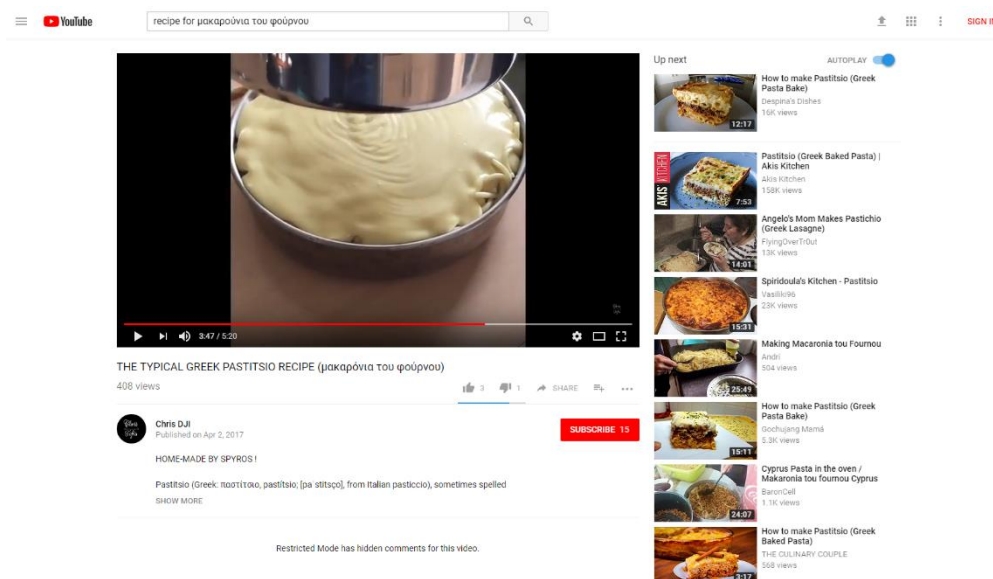 YouTube
recipe for μακαρούνια του φούρνου
SIGN I
3:47 / 5:20
THE TYPICAL GREEK PASTITSIO RECIPE (μακαρόνια του φούρνου)
408 views
3
1
SHARE
Chris DJI
Published on Apr 2, 2017
SUBSCRIBE 15
HOME-MADE BY SPYROS !
Pastitsio (Greek: παστίτσιο, pastítsio; [pa stitsço], from Italian pasticcio), sometimes spelled
SHOW MORE
Restricted Mode has hidden comments for this video.
Up next
AUTOPLAY
How to make Pastitsio (Greek
Pasta Bake)
Despina's Dishes
16K views
12:17
Pastitsio (Greek Baked Pasta) |
Akis Kitchen
Akis Kitchen
158K views
AKIS KITCHEN
7:53
Angelo's Mom Makes Pastichio
(Greek Lasagne)
FlyingOverTr0ut
13K views
14:01
Spiridoula's Kitchen - Pastitsio
Vasiliki96
23K views
15:31
Making Macaronia tou Fournou
Andri
504 views
25:49
How to make Pastitsio (Greek
Pasta Bake)
Gochujang Mamá
5.3K views
15:11
Cyprus Pasta in the oven /
Makaronia tou fournou Cyprus
BaronCell
1.1K views
24:07
How to make Pastitsio (Greek
Baked Pasta)
THE CULINARY COUPLE
568 views
3:17